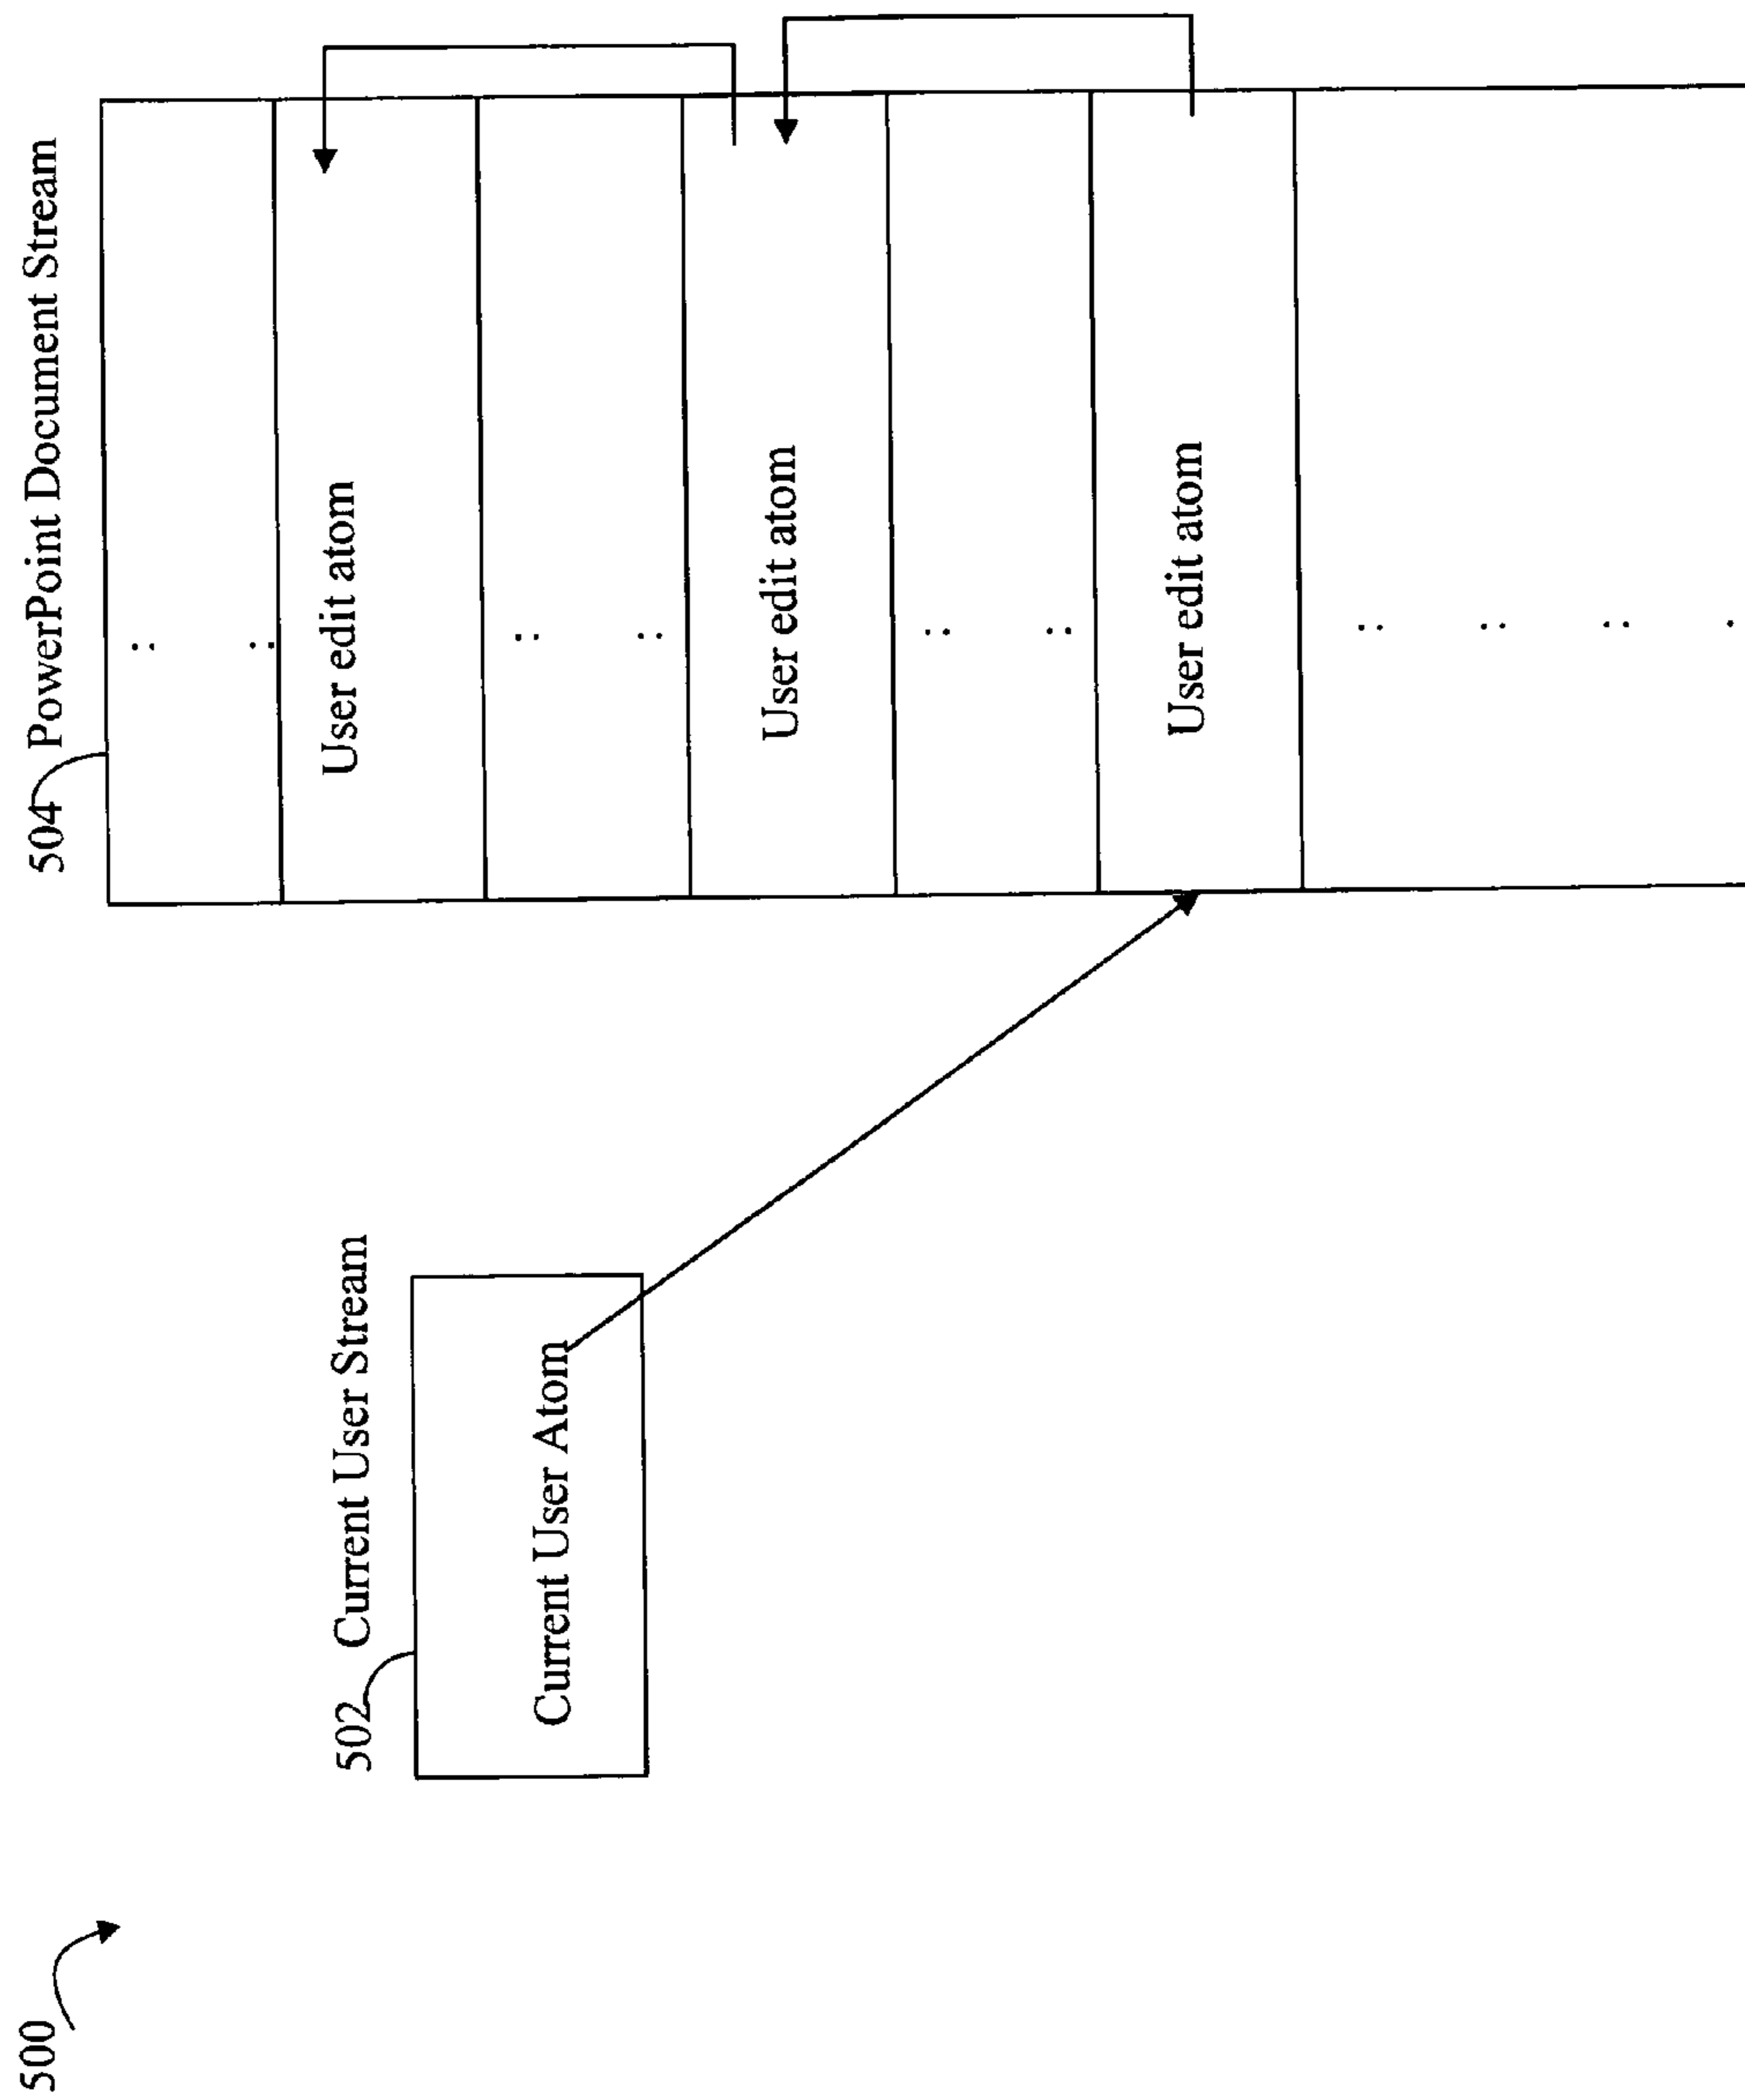 500
502 Current User Stream
Current User Atom
504 PowerPoint Document Stream
User edit atom
User edit atom
User edit atom